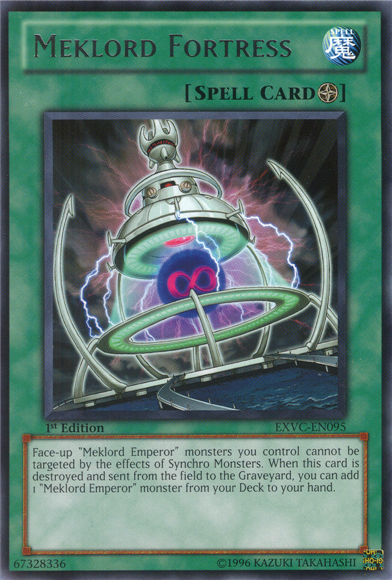 MEKLORD FORTRESS
SPELL
魔
[SPELL CARD]
1st Edition
EXVC-EN095
Face-up "Meklord Emperor" monsters you control cannot be
targeted by the effects of Synchro Monsters. When this card is
destroyed and sent from the field to the Graveyard, you can add
1 "Meklord Emperor" monster from your Deck to your hand.
67328336
©1996 KAZUKI TAKAHASHI